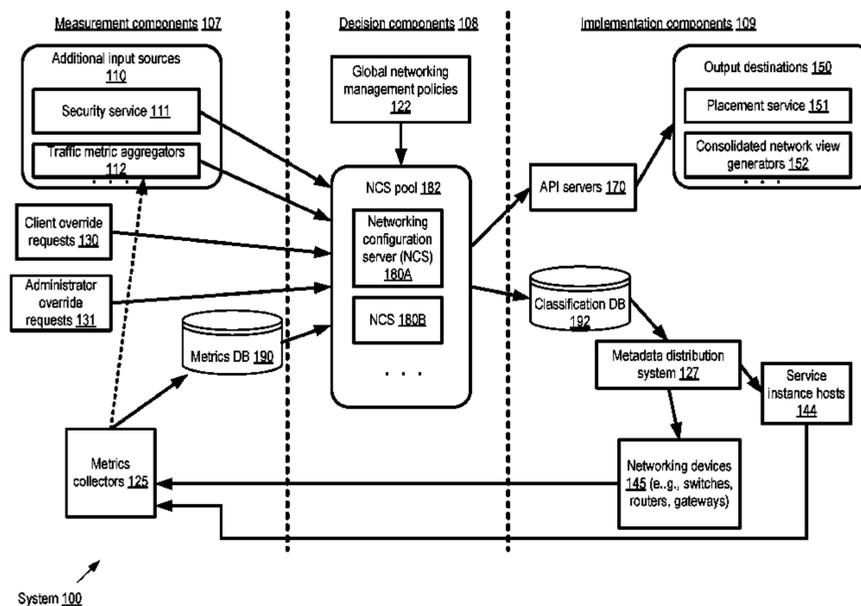 Measurement components 107
Decision components 108
Implementation components 109
Additional input sources
110
Security service 111
Traffic metric aggregators
112
. . .
Global networking
management policies
122
Output destinations 150
Placement service 151
Consolidated network view
generators 152
. . .
NCS pool 182
Networking
configuration
server (NCS)
180A
NCS 180B
. . .
API servers 170
Client override
requests 130
Administrator
override
requests 131
Metrics DB 190
Classification DB
192
Metadata distribution
system 127
Service
instance hosts
144
Metrics
collectors 125
Networking devices
145 (e..g., switches,
routers, gateways)
System 100